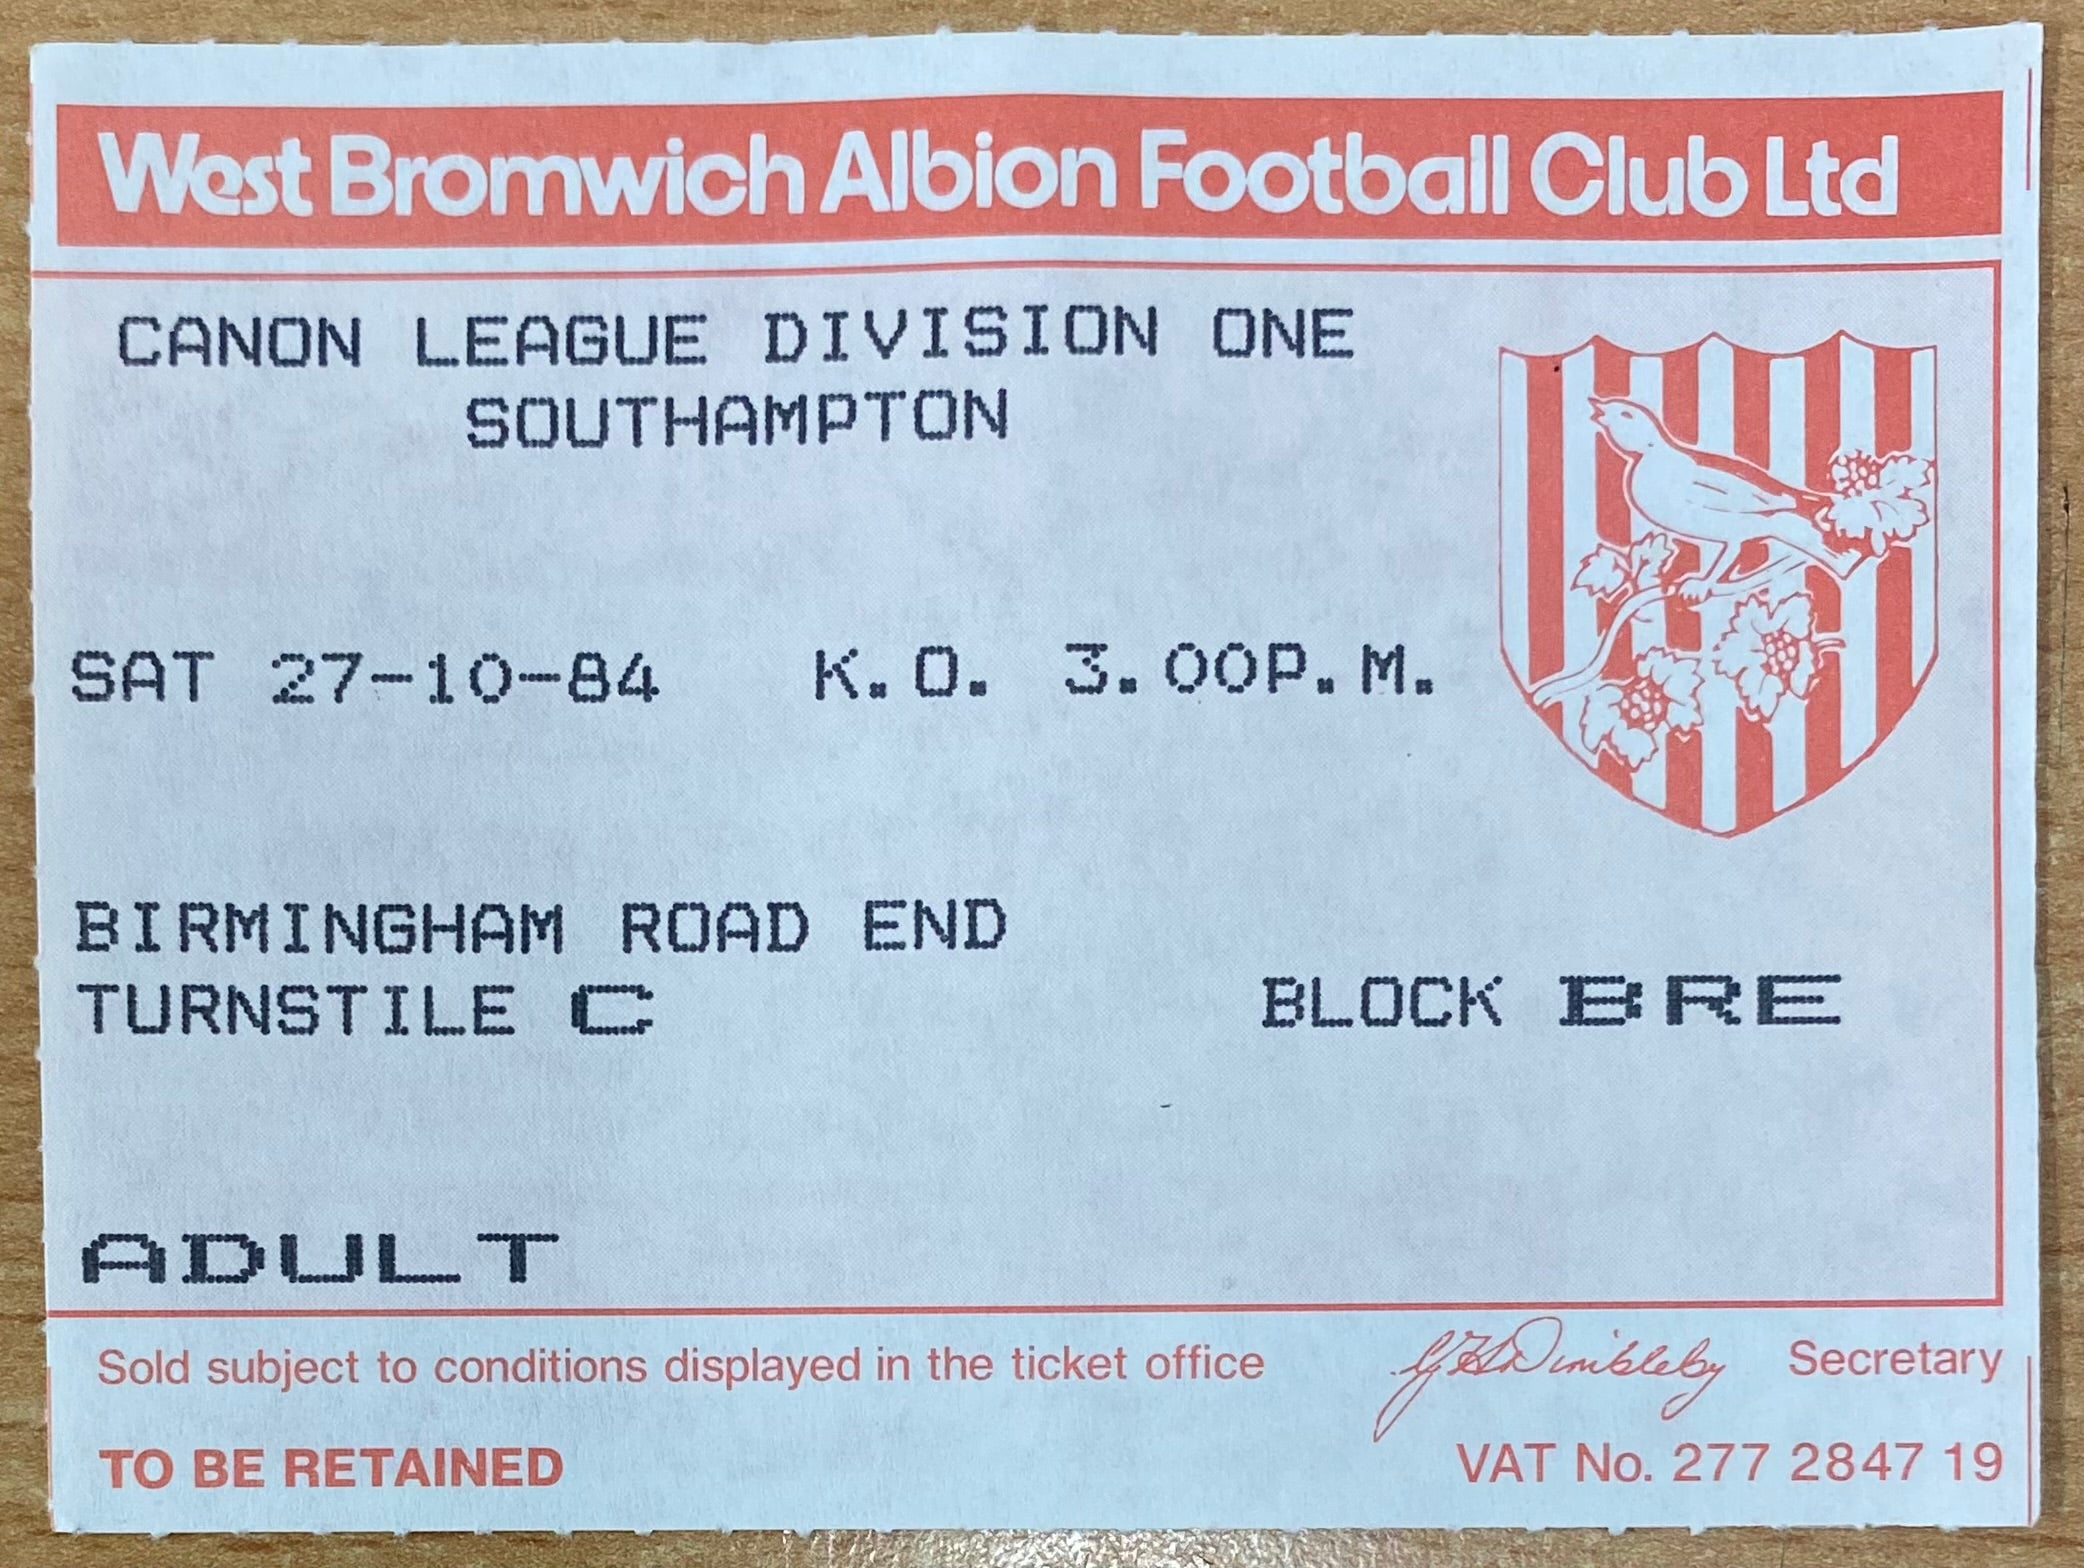 West Bromwich Albion Football Club Ltd
CANON LEAGUE DIVISION ONE
SOUTHAMPTON
SAT 27-10-84 K.O. 3.00P.M.
BIRMINGHAM ROAD END
TURNSTILE C BLOCK BRE
ADULT
Sold subject to conditions displayed in the ticket office
Dimbleby Secretary
TO BE RETAINED
VAT No. 277 2847 19